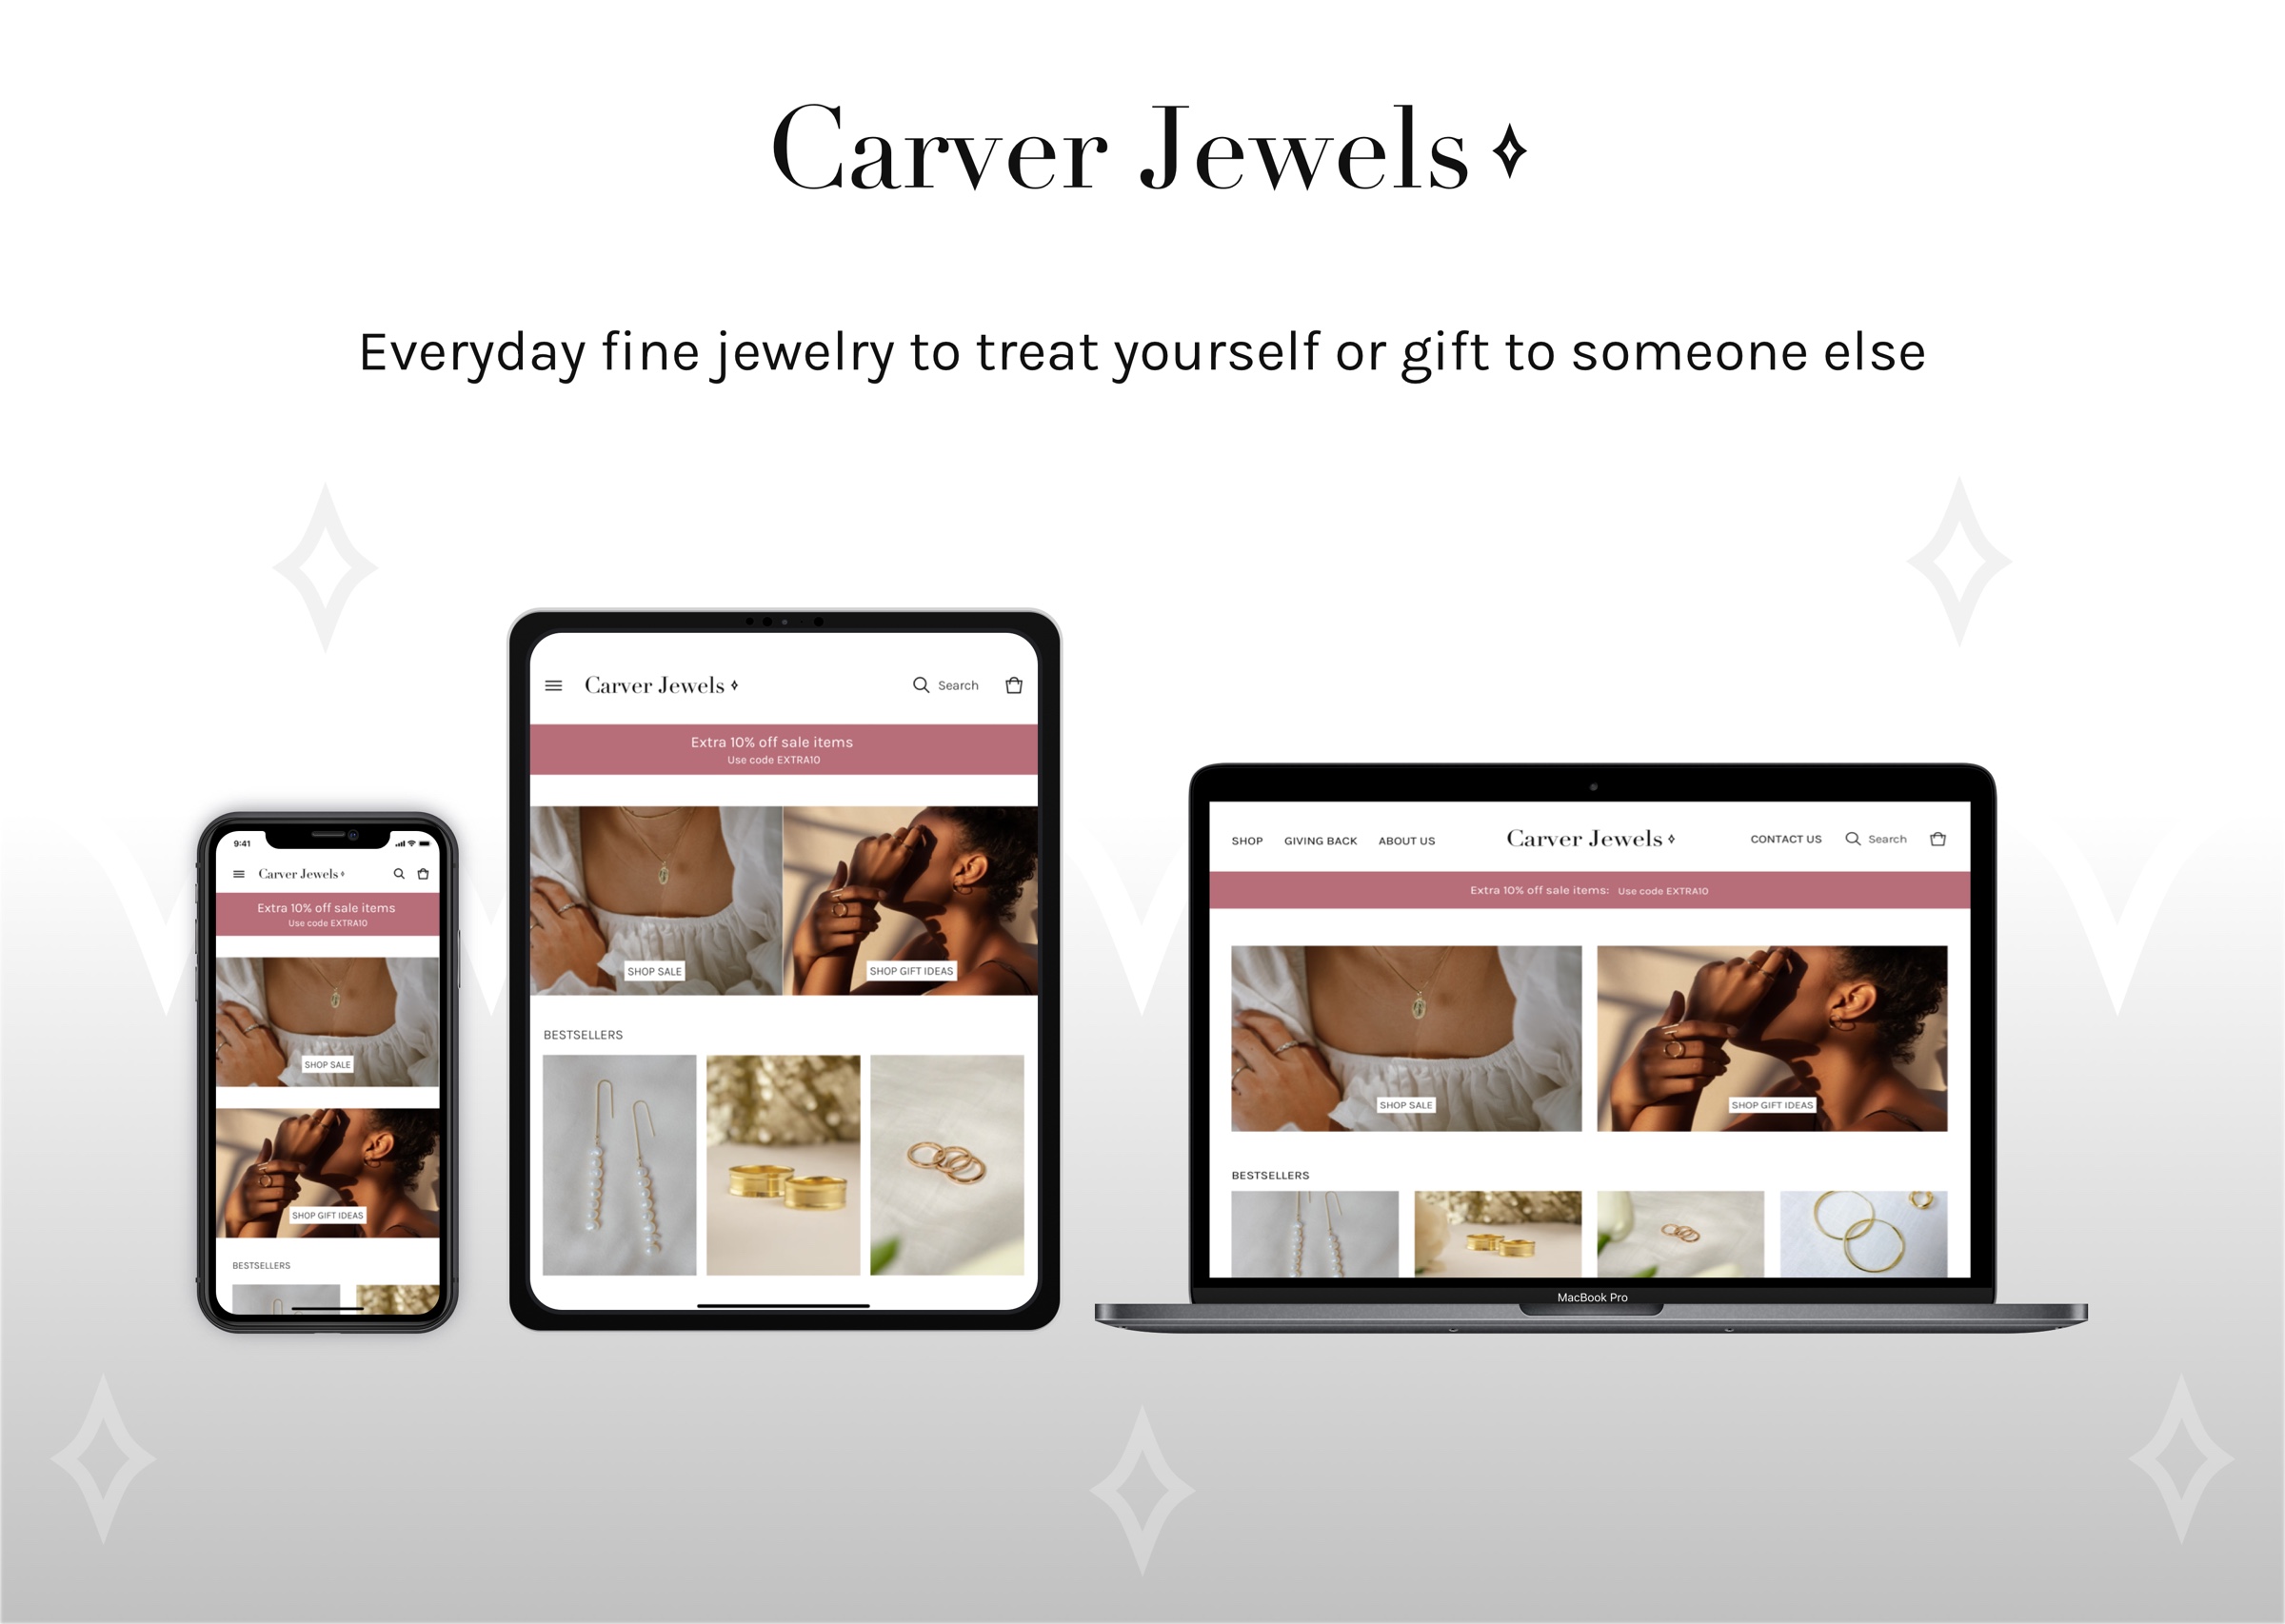 Carver Jewels
Everyday fine jewelry to treat yourself or gift to someone else
9:41
Carver Jewels
Extra 10% off sale items
Use code EXTRA10
SHOP SALE
SHOP GIFT IDEAS
BESTSELLERS
Carver Jewels
Search
Extra 10% off sale items
Use code EXTRA10
SHOP SALE
SHOP GIFT IDEAS
BESTSELLERS
SHOP GIVING BACK ABOUT US Carver Jewels CONTACT US Search
Extra 10% off sale items: Use code EXTRA10
SHOP SALE
SHOP GIFT IDEAS
BESTSELLERS
MacBook Pro